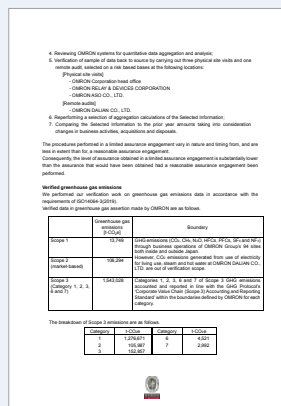 4. Reviewing OMRON systems for quantitative data aggregation and analysis;
5. Verification of sample of data back to source by carrying out three physical site visits and one
remote audit, selected on a risk based bases at the following locations:
[Physical site visits]
- OMRON Corporation head office
- OMRON RELAY & DEVICES CORPORATION
- OMRON ASO CO., LTD.
[Remote audits]
- OMRON DALIAN CO., LTD.
6. Reperforming a selection of aggregation calculations of the Selected Information;
7. Comparing the Selected Information to the prior year amounts taking into consideration
changes in business activities, acquisitions and disposals.
The procedures performed in a limited assurance engagement vary in nature and timing from, and are
less in extent than for, a reasonable assurance engagement.
Consequently, the level of assurance obtained in a limited assurance engagement is substantially lower
than the assurance that would have been obtained had a reasonable assurance engagement been
performed.
Verified greenhouse gas emissions
We performed our verification work on greenhouse gas emissions data in accordance with the
requirements of ISO14064-3(2019).
Verified data in greenhouse gas assertion made by OMRON are as follows.
Greenhouse gas emissions [t-CO₂e] Boundary
Scope 1 13,749 GHG emissions (CO₂, CH₄, N₂O, HFCs, PFCs, SF₆ and NF₃)
through business operations of OMRON Group's 94 sites
both inside and outside Japan.
However, CO₂ emissions generated from use of electricity
for living use, steam and hot water at OMRON DALIAN CO.,
LTD. are out of verification scope.
Scope 2 (market-based) 108,294
Scope 3 (Category 1, 2, 3, 6 and 7) 1,543,028 Categories 1, 2, 3, 6 and 7 of Scope 3 GHG emissions
accounted and reported in line with the GHG Protocol's
'Corporate Value Chain (Scope 3) Accounting and Reporting
Standard' within the boundaries defined by OMRON for each
category.
The breakdown of Scope 3 emissions are as follows.
Category t-CO₂e Category t-CO₂e
1 1,276,671 6 4,521
2 105,987 7 2,992
3 152,857